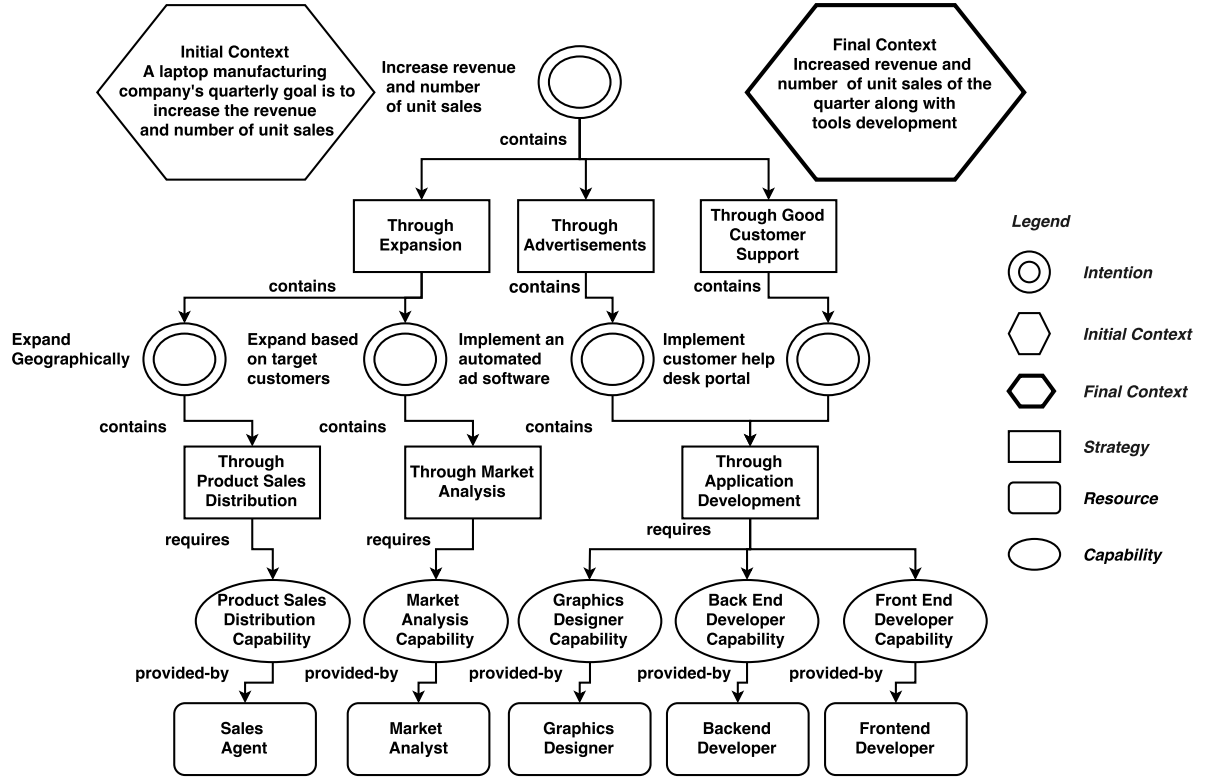 Initial Context
A laptop manufacturing
company's quarterly goal is to
increase the revenue
and number of unit sales
Increase revenue
and number
of unit sales
Final Context
Increased revenue and
number of unit sales of the
quarter along with
tools development
contains
Through
Expansion
Through
Advertisements
Through Good
Customer
Support
contains
contains
contains
Expand
Geographically
Expand based
on target
customers
Implement an
automated
ad software
Implement
customer help
desk portal
contains
contains
contains
Through
Product Sales
Distribution
Through Market
Analysis
Through
Application
Development
requires
requires
requires
Product Sales
Distribution
Capability
Market
Analysis
Capability
Graphics
Designer
Capability
Back End
Developer
Capability
Front End
Developer
Capability
provided-by
provided-by
provided-by
provided-by
provided-by
Sales
Agent
Market
Analyst
Graphics
Designer
Backend
Developer
Frontend
Developer
Legend
Intention
Initial Context
Final Context
Strategy
Resource
Capability